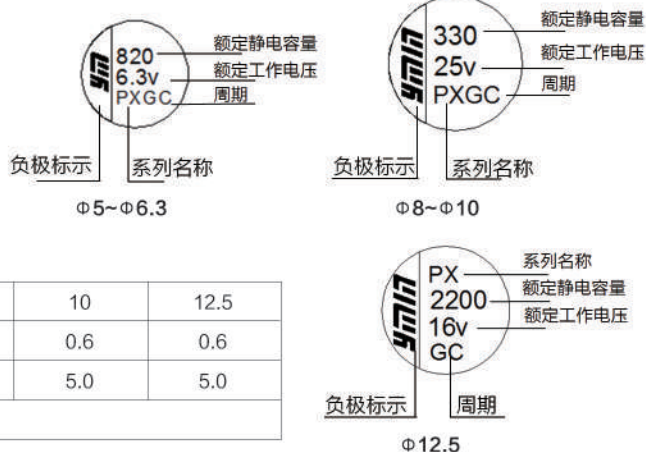 ymin
820
6.3v
PXGC
额定静电容量
额定工作电压
周期
负极标示
系列名称
Φ5~Φ6.3
ymin
330
25v
PXGC
额定静电容量
额定工作电压
周期
负极标示
系列名称
Φ8~Φ10
10 12.5
0.6 0.6
5.0 5.0
ymin
PX
2200
16v
GC
系列名称
额定静电容量
额定工作电压
负极标示
周期
Φ12.5